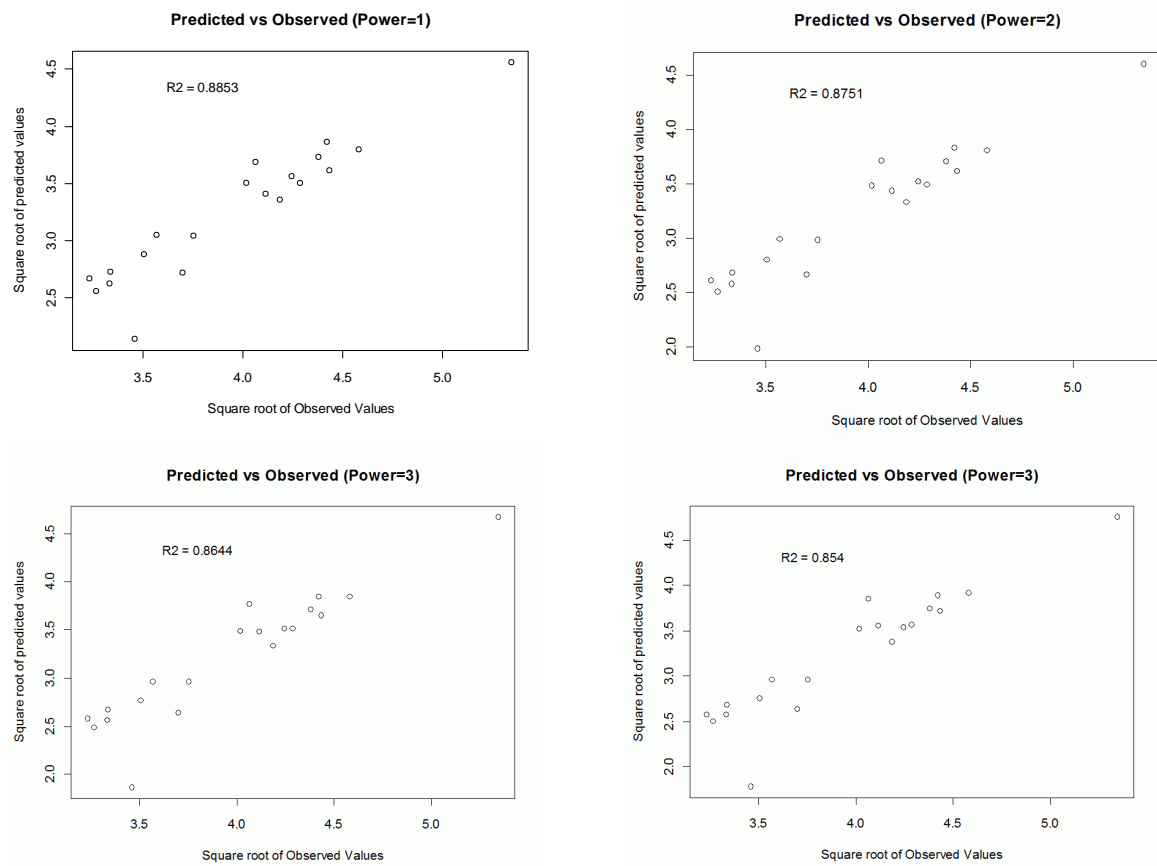 Predicted vs Observed (Power=1)
R2 = 0.8853
Square root of predicted values
4.5
4.0
3.5
3.0
2.5
3.5 4.0 4.5 5.0
Square root of Observed Values
Predicted vs Observed (Power=2)
R2 = 0.8751
Square root of predicted values
4.5
4.0
3.5
3.0
2.5
2.0
3.5 4.0 4.5 5.0
Square root of Observed Values
Predicted vs Observed (Power=3)
R2 = 0.8644
Square root of predicted values
4.5
4.0
3.5
3.0
2.5
2.0
3.5 4.0 4.5 5.0
Square root of Observed Values
Predicted vs Observed (Power=3)
R2 = 0.854
Square root of predicted values
4.5
4.0
3.5
3.0
2.5
2.0
3.5 4.0 4.5 5.0
Square root of Observed Values